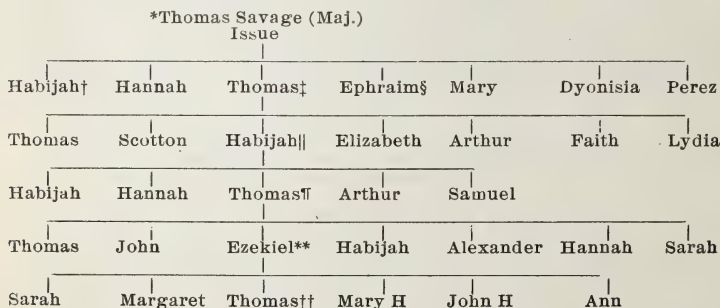 *Thomas Savage (Maj.)
Issue
Habijah† Hannah Thomas‡ Ephraim§ Mary Dyonisia Perez
Thomas Scotton Habijah|| Elizabeth Arthur Faith Lydia
Habijah Hannah Thomas¶ Arthur Samuel
Thomas John Ezekiel** Habijah Alexander Hannah Sarah
Sarah Margaret Thomas†† Mary H John H Ann